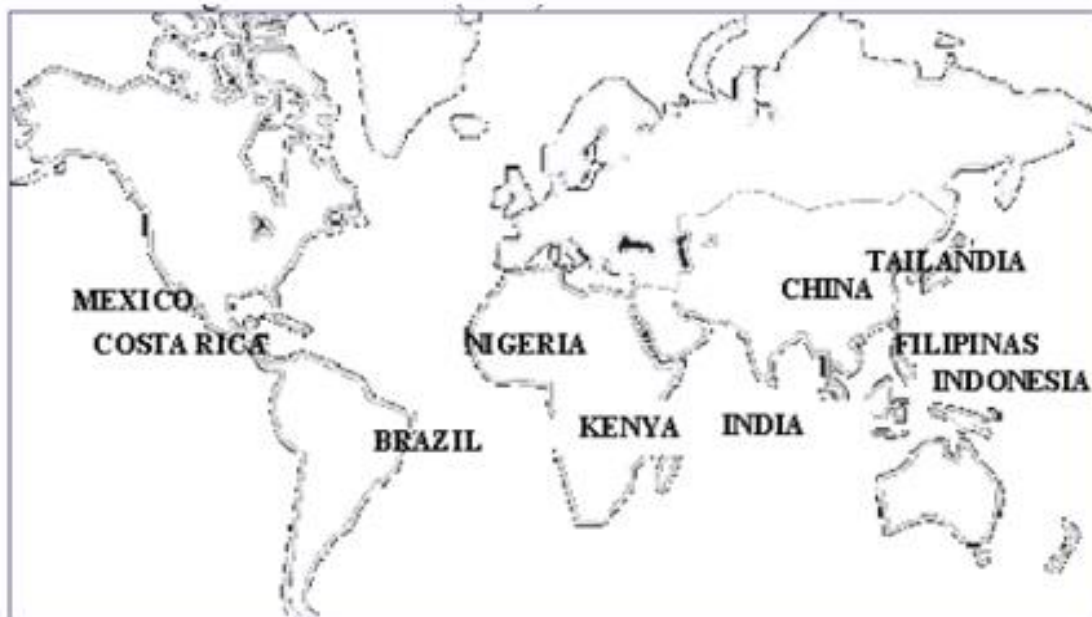 TAILANDIA
CHINA
MEXICO
COSTA RICA
NIGERIA
FILIPINAS
INDONESIA
BRAZIL
KENYA
INDIA